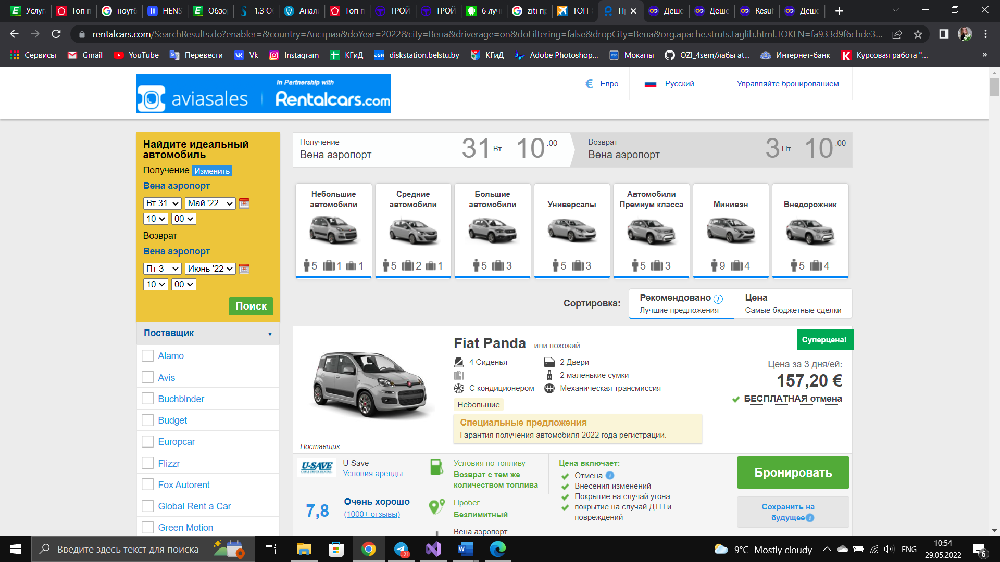 Услуг
Топ п
ноутб
HENS
Обзо
1.3 О
Анал
Топ п
ТРОЙ
ТРОЙ
6 луч
ziti пр
ТОП-
Пр
Деше
Деше
Resul
Деше
rentalcars.com/SearchResults.do?enabler=&country=Австрия&doYear=2022&city=Вена&driverage=on&doFiltering=false&dropCity=Вена&org.apache.struts.taglib.html.TOKEN=fa933d9f6cbde3...
Сервисы
Gmail
YouTube
Перевести
Vk
Instagram
КГиД
diskstation.belstu.by
КГиД
Adobe Photoshop...
Мокапы
OZI_4sem/лабы at...
Интернет-банк
Курсовая работа "...
»
aviasales
In Partnership with
Rentalcars.com
€ Евро
Русский
Управляйте бронированием
Найдите идеальный
автомобиль
Получение Изменить
Вена аэропорт
Вт 31 Май '22
10 00
Возврат
Вена аэропорт
Пт 3 Июнь '22
10 00
Поиск
Поставщик
Alamo
Avis
Buchbinder
Budget
Europcar
Flizzr
Fox Autorent
Global Rent a Car
Green Motion
Получение
Вена аэропорт
31 Вт 10 :00
Возврат
Вена аэропорт
3 Пт 10 :00
Небольшие
автомобили
5 1 1
Средние
автомобили
5 2 1
Большие
автомобили
5 3
Универсалы
5 3
Автомобили
Премиум класса
5 3
Минивэн
9 4
Внедорожник
5 4
Сортировка:
Рекомендовано i
Лучшие предложения
Цена
Самые бюджетные сделки
Fiat Panda или похожий
Суперцена!
4 Сиденья
2 Двери
-
2 маленькие сумки
С кондиционером
Механическая трансмиссия
Небольшие
Специальные предложения
Гарантия получения автомобиля 2022 года регистрации.
Цена за 3 дня/ей:
157,20 €
БЕСПЛАТНАЯ отмена
Поставщик:
U-SAVE
CAR & TRUCK RENTAL
U-Save
Условия аренды
7,8
Очень хорошо
(1000+ отзывы)
Условия по топливу
Возврат с тем же
количеством топлива
Пробег
Безлимитный
Вена аэропорт
Цена включает:
Отмена i
Внесения изменений
Покрытие на случай угона
покрытие на случай ДТП и
повреждений
Бронировать
Сохранить на
будущее i
Введите здесь текст для поиска
..21
9°C Mostly cloudy
ENG
10:54
29.05.2022
6